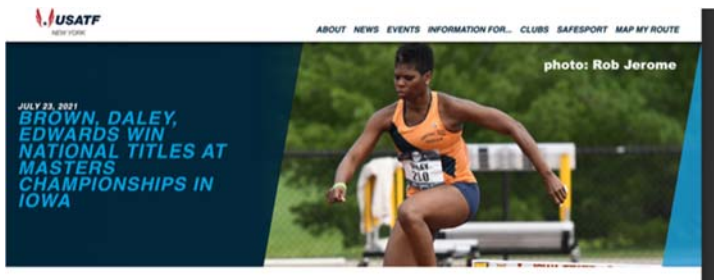 USATF
NEW YORK
ABOUT NEWS EVENTS INFORMATION FOR... CLUBS SAFESPORT MAP MY ROUTE
photo: Rob Jerome
JULY 23, 2021
BROWN, DALEY,
EDWARDS WIN
NATIONAL TITLES AT
MASTERS
CHAMPIONSHIPS IN
IOWA
210